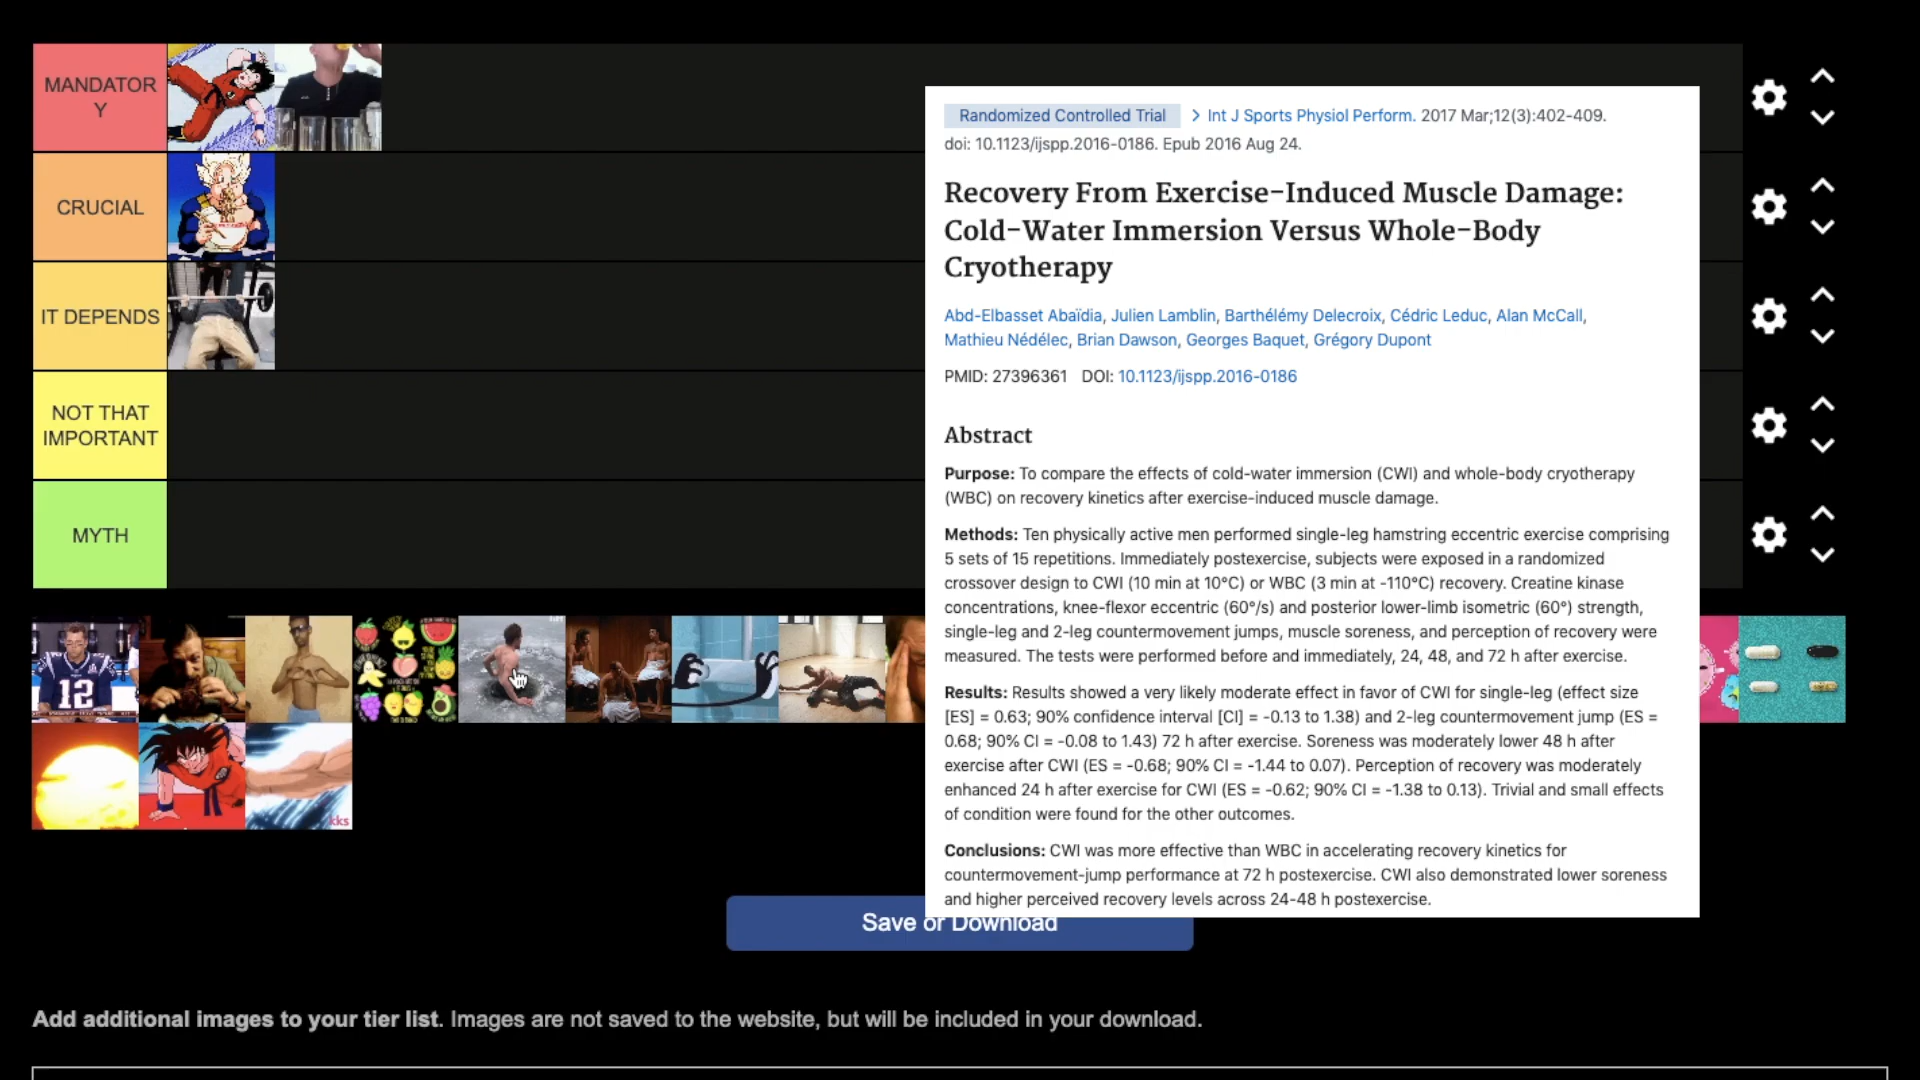 MANDATOR
Y
CRUCIAL
IT DEPENDS
NOT THAT
IMPORTANT
MYTH
Randomized Controlled Trial > Int J Sports Physiol Perform. 2017 Mar;12(3):402-409.
doi: 10.1123/ijspp.2016-0186. Epub 2016 Aug 24.
Recovery From Exercise-Induced Muscle Damage:
Cold-Water Immersion Versus Whole-Body
Cryotherapy
Abd-Elbasset Abaïdia, Julien Lamblin, Barthélémy Delecroix, Cédric Leduc, Alan McCall,
Mathieu Nédélec, Brian Dawson, Georges Baquet, Grégory Dupont
PMID: 27396361 DOI: 10.1123/ijspp.2016-0186
Abstract
Purpose: To compare the effects of cold-water immersion (CWI) and whole-body cryotherapy
(WBC) on recovery kinetics after exercise-induced muscle damage.
Methods: Ten physically active men performed single-leg hamstring eccentric exercise comprising
5 sets of 15 repetitions. Immediately postexercise, subjects were exposed in a randomized
crossover design to CWI (10 min at 10°C) or WBC (3 min at -110°C) recovery. Creatine kinase
concentrations, knee-flexor eccentric (60°/s) and posterior lower-limb isometric (60°) strength,
single-leg and 2-leg countermovement jumps, muscle soreness, and perception of recovery were
measured. The tests were performed before and immediately, 24, 48, and 72 h after exercise.
Results: Results showed a very likely moderate effect in favor of CWI for single-leg (effect size
[ES] = 0.63; 90% confidence interval [CI] = -0.13 to 1.38) and 2-leg countermovement jump (ES =
0.68; 90% CI = -0.08 to 1.43) 72 h after exercise. Soreness was moderately lower 48 h after
exercise after CWI (ES = -0.68; 90% CI = -1.44 to 0.07). Perception of recovery was moderately
enhanced 24 h after exercise for CWI (ES = -0.62; 90% CI = -1.38 to 0.13). Trivial and small effects
of condition were found for the other outcomes.
Conclusions: CWI was more effective than WBC in accelerating recovery kinetics for
countermovement-jump performance at 72 h postexercise. CWI also demonstrated lower soreness
and higher perceived recovery levels across 24-48 h postexercise.
12
kks
Save or Download
Add additional images to your tier list. Images are not saved to the website, but will be included in your download.